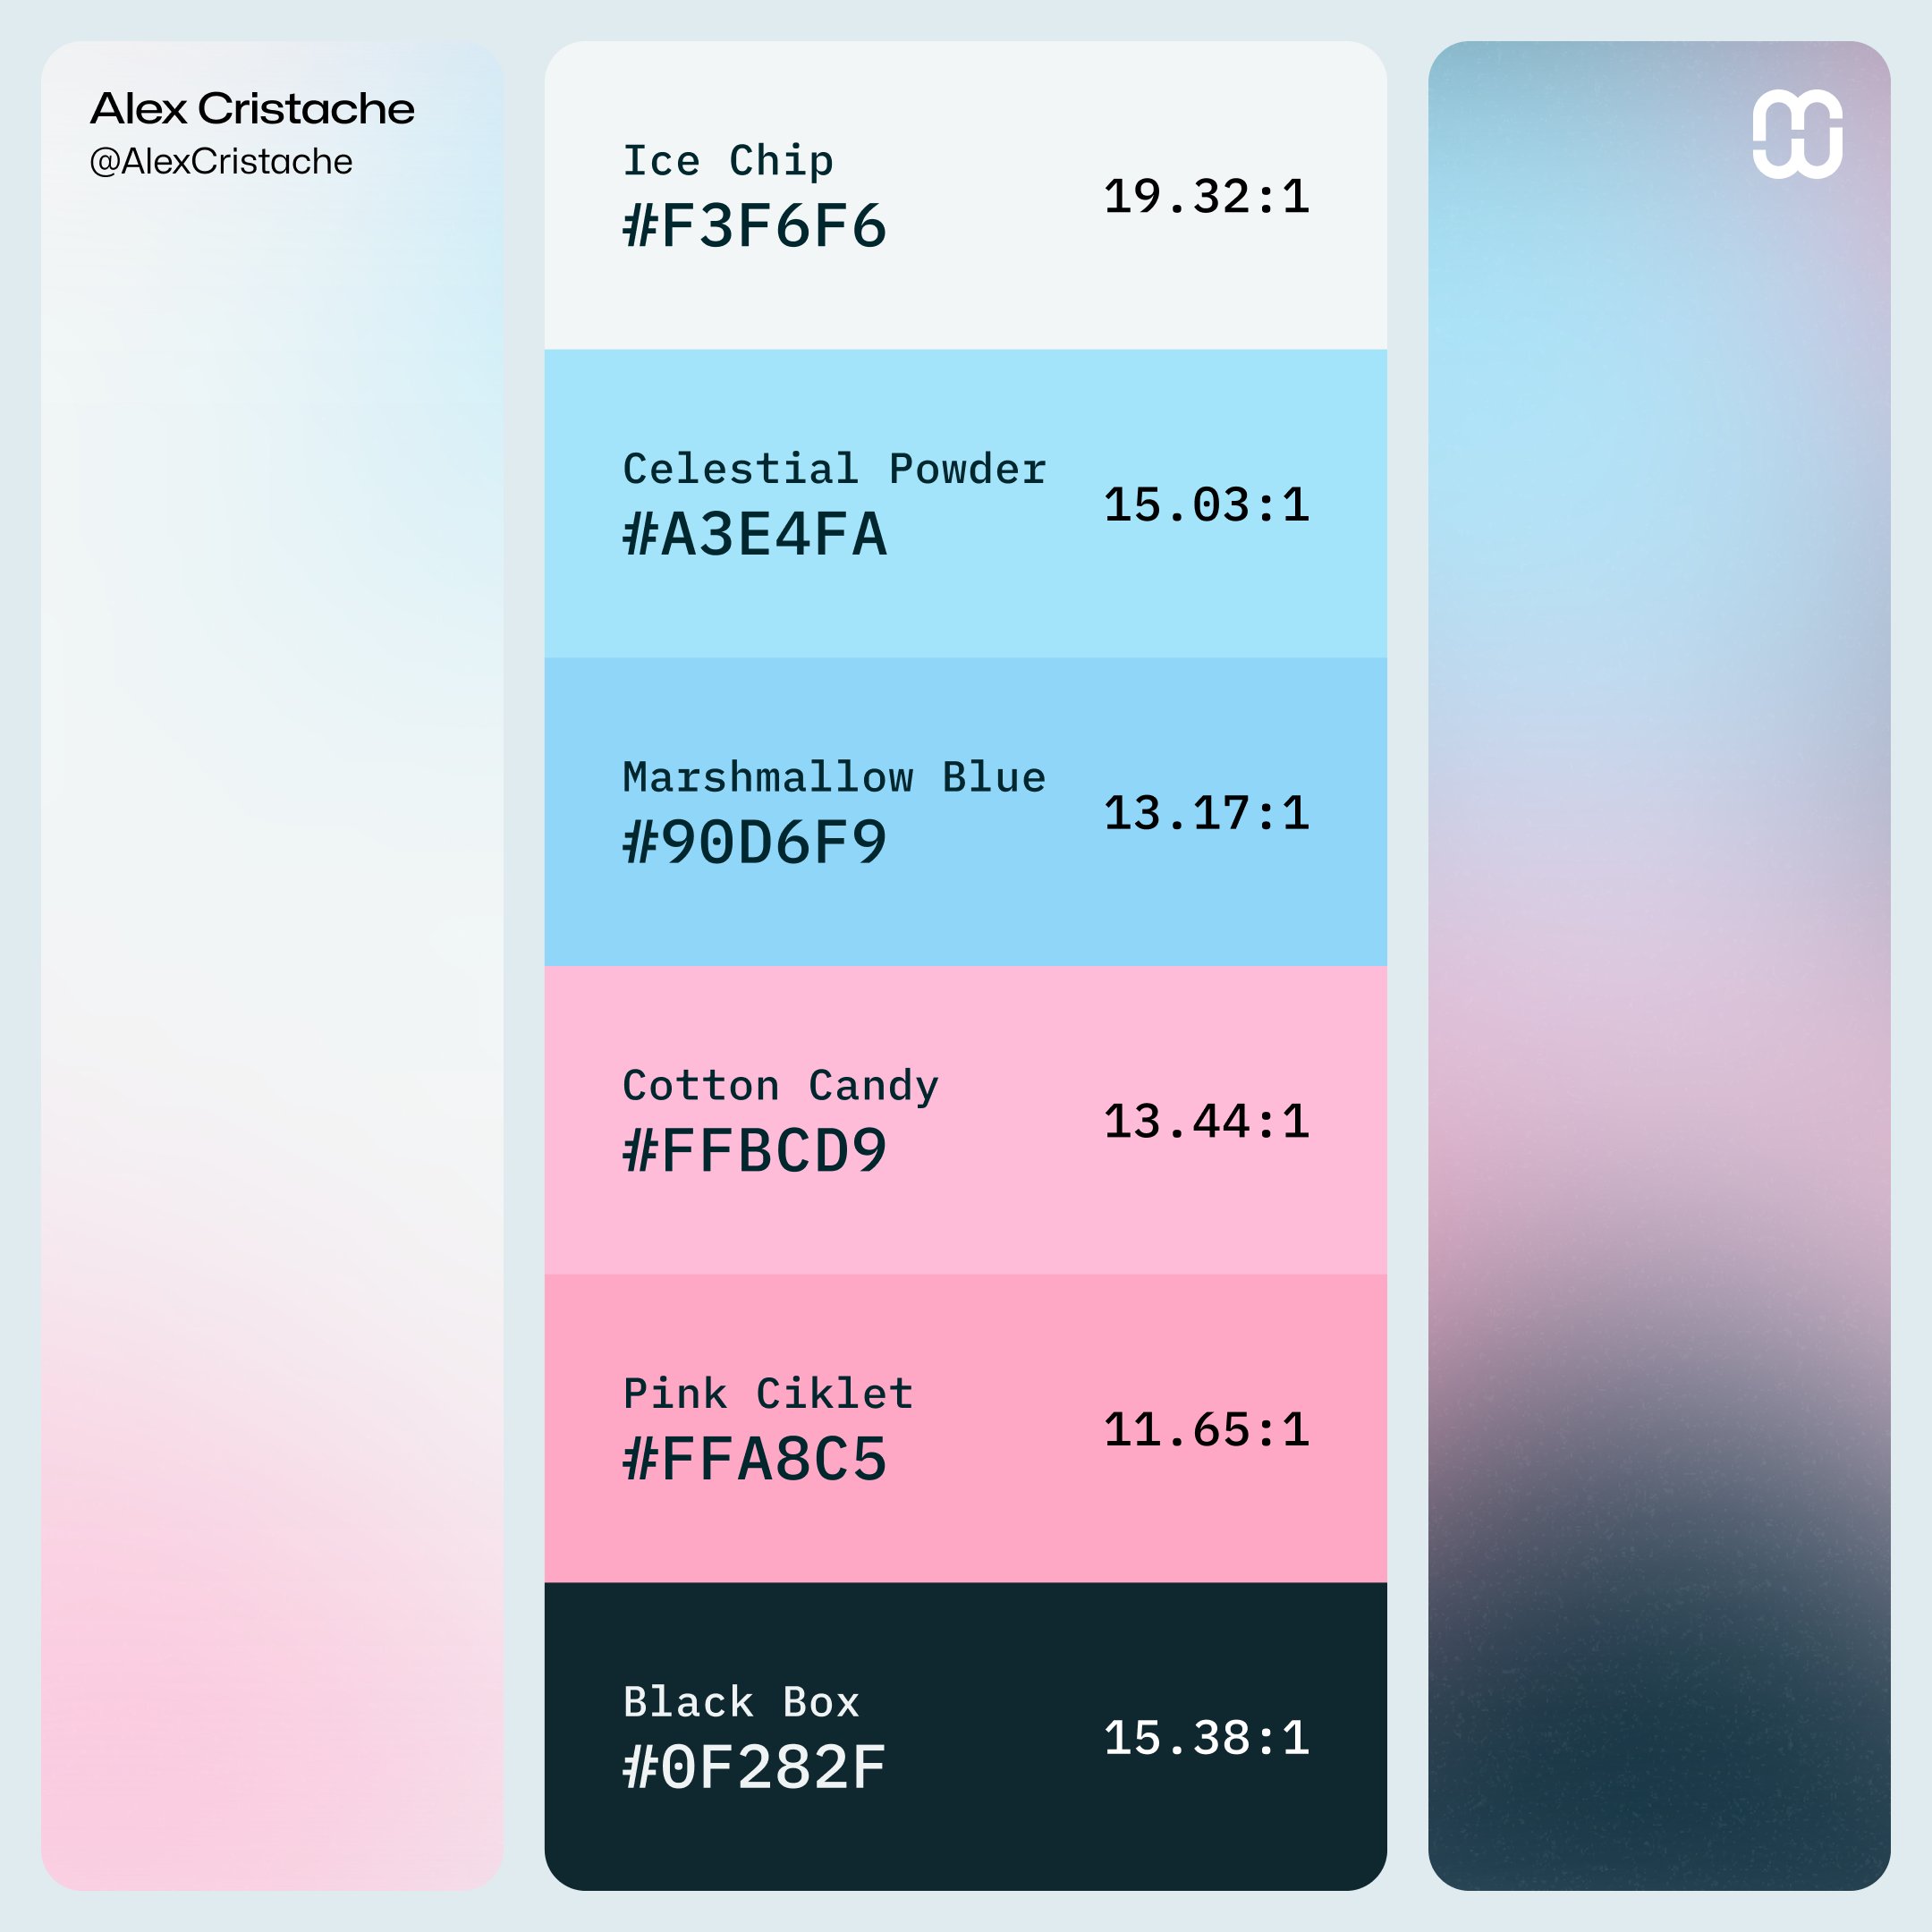 Alex Cristache
@AlexCristache
Ice Chip
#F3F6F6
19.32:1
Celestial Powder
#A3E4FA
15.03:1
Marshmallow Blue
#90D6F9
13.17:1
Cotton Candy
#FFBCD9
13.44:1
Pink Ciklet
#FFA8C5
11.65:1
Black Box
#0F282F
15.38:1